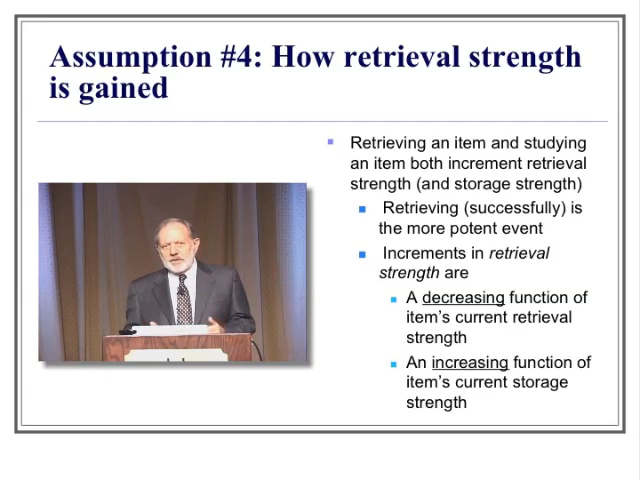 Assumption #4: How retrieval strength
is gained
Retrieving an item and studying
an item both increment retrieval
strength (and storage strength)
Retrieving (successfully) is
the more potent event
Increments in retrieval
strength are
A decreasing function of
item's current retrieval
strength
An increasing function of
item's current storage
strength